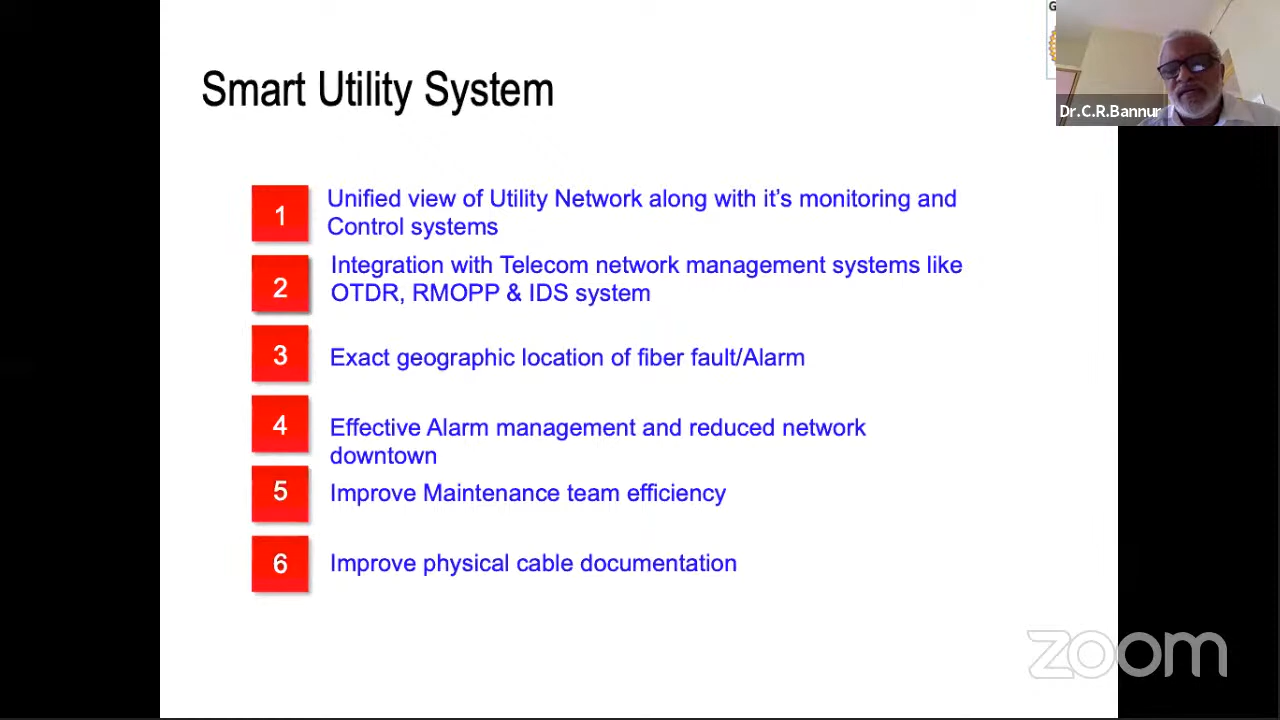 G
Dr.C.R.Bannur
Smart Utility System
1
Unified view of Utility Network along with it's monitoring and
Control systems
2
Integration with Telecom network management systems like
OTDR, RMOPP & IDS system
3
Exact geographic location of fiber fault/Alarm
4
Effective Alarm management and reduced network
downtown
5
Improve Maintenance team efficiency
6
Improve physical cable documentation
zoom